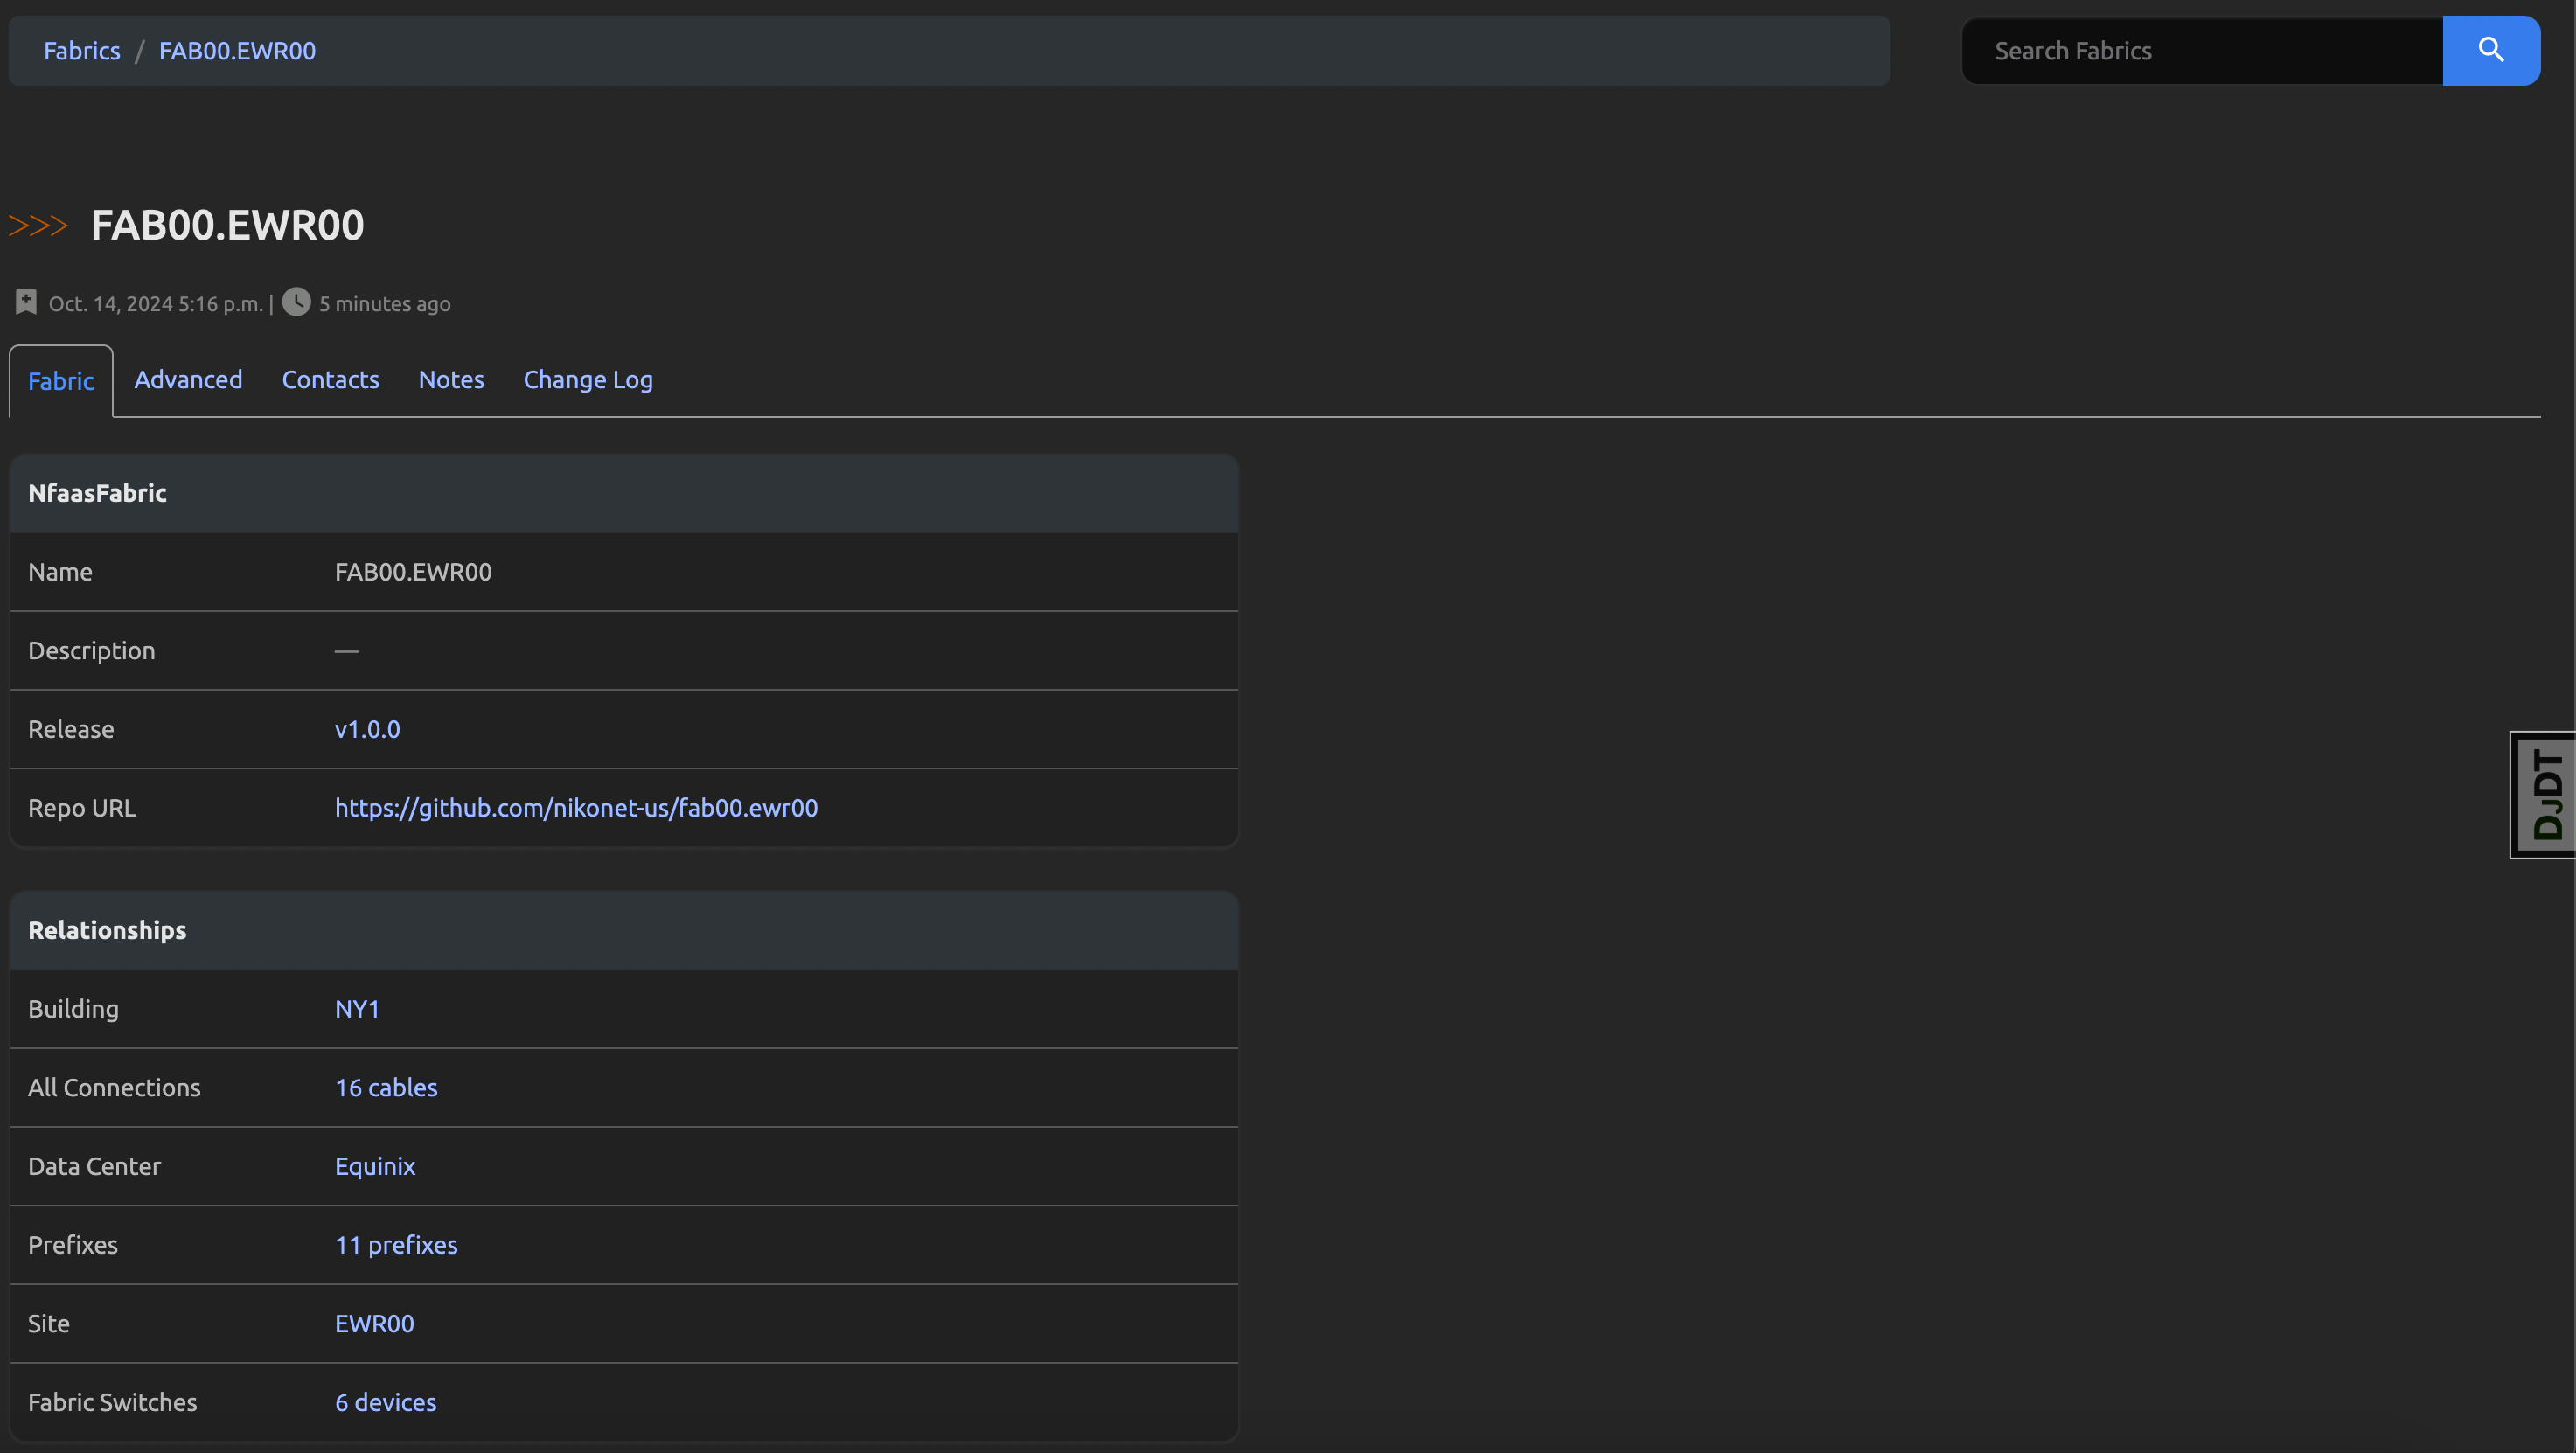 Fabrics / FAB00.EWR00
Search Fabrics
>>> FAB00.EWR00
Oct. 14, 2024 5:16 p.m. | 5 minutes ago
Fabric Advanced Contacts Notes Change Log
NfaasFabric
Name FAB00.EWR00
Description —
Release v1.0.0
Repo URL https://github.com/nikonet-us/fab00.ewr00
DJDT
Relationships
Building NY1
All Connections 16 cables
Data Center Equinix
Prefixes 11 prefixes
Site EWR00
Fabric Switches 6 devices